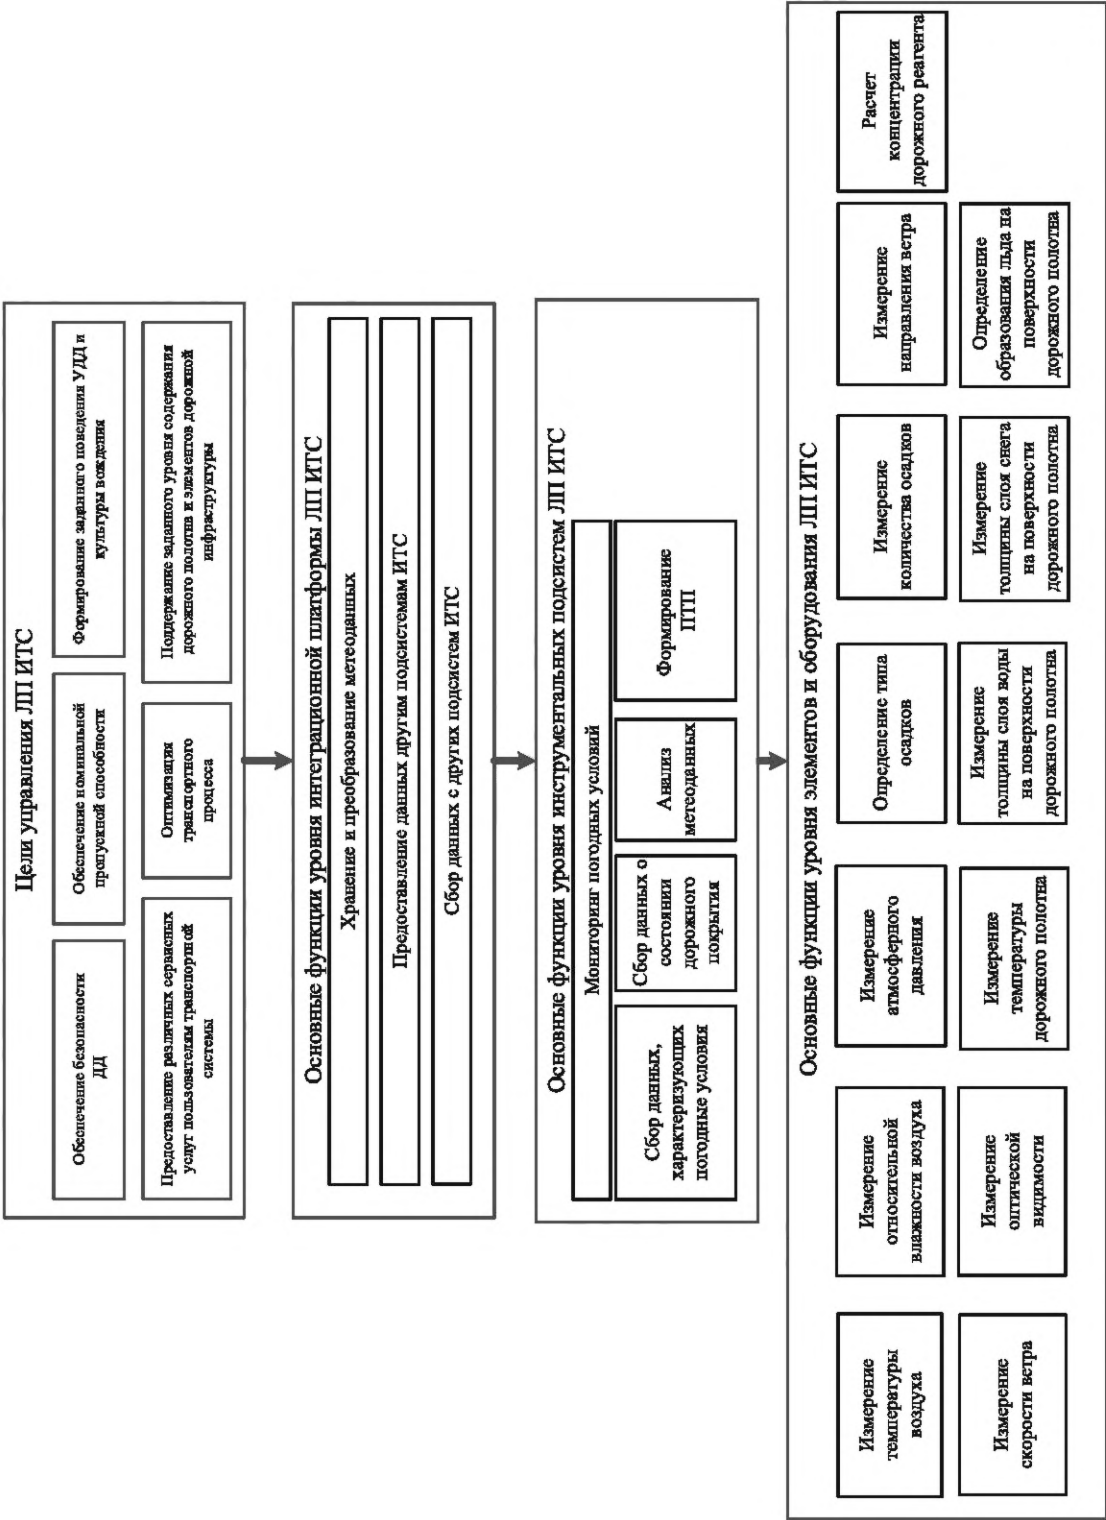 Цели управления ЛП ИТС
Обеспечение безопасности
ДД
Обеспечение номинальной
пропускной способности
Формирование заданного поведения УДД и
культуры вождения
Предоставление различных сервисных
услуг пользователям транспортной
системы
Оптимизация
транспортного
процесса
Поддержание заданного уровня содержания
дорожного полотна и элементов дорожной
инфраструктуры
Основные функции уровня интеграционной платформы ЛП ИТС
Хранение и преобразование метеоданных
Предоставление данных другим подсистемам ИТС
Сбор данных с других подсистем ИТС
Основные функции уровня инструментальных подсистем ЛП ИТС
Мониторинг погодных условий
Сбор данных,
характеризующих
погодные условия
Сбор данных о
состоянии
дорожного
покрытия
Анализ
метеоданных
Формирование
ПТП
Основные функции уровня элементов и оборудования ЛП ИТС
Измерение
температуры
воздуха
Измерение
относительной
влажности воздуха
Измерение
атмосферного
давления
Определение типа
осадков
Измерение
количества осадков
Измерение
направления ветра
Расчет
концентрации
дорожного реагента
Измерение
скорости ветра
Измерение
оптической
видимости
Измерение
температуры
дорожного полотна
Измерение
толщины слоя воды
на поверхности
дорожного полотна
Измерение
толщины слоя снега
на поверхности
дорожного полотна
Определение
образования льда на
поверхности
дорожного полотна